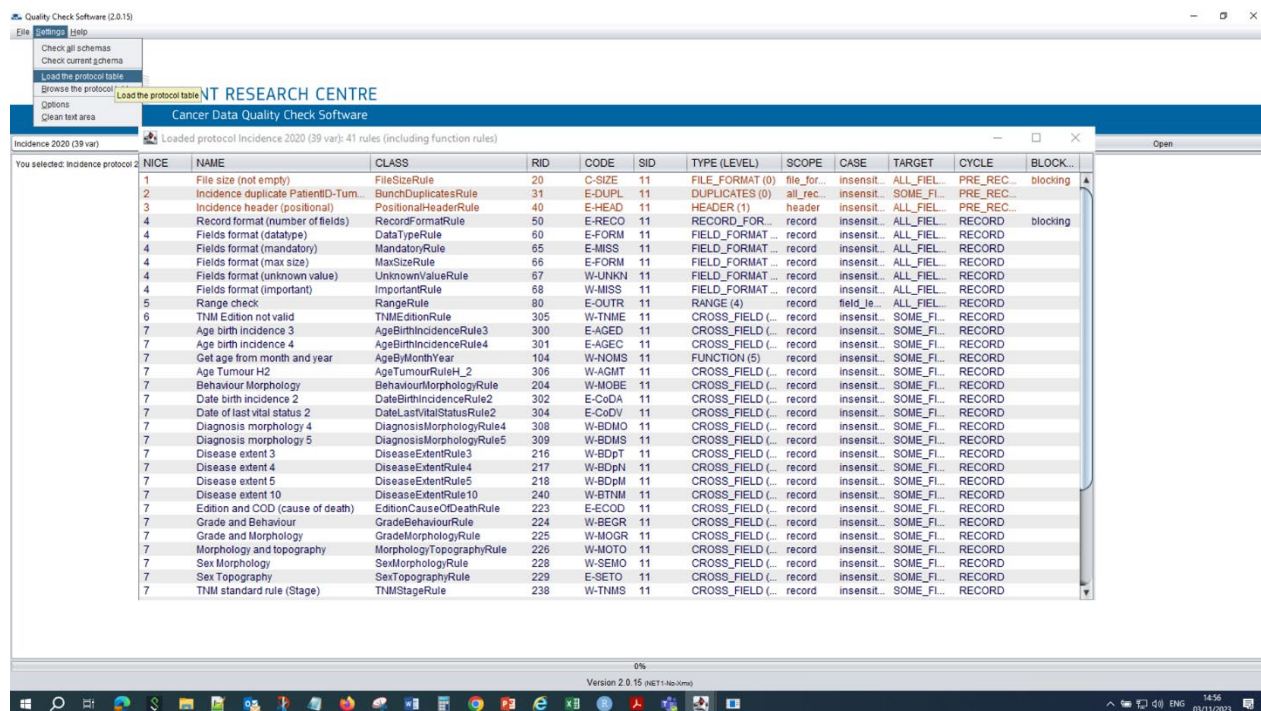 Quality Check Software (2.0.15)
File Settings Help
Check all schemas
Check current schema
Load the protocol table
Browse the protocol
Load the protocol table
Options
Clean text area
NT RESEARCH CENTRE
Cancer Data Quality Check Software
Incidence 2020 (39 var)
Open
You selected: Incidence protocol 2
Loaded protocol Incidence 2020 (39 var): 41 rules (including function rules)
NICE NAME CLASS RID CODE SID TYPE (LEVEL) SCOPE CASE TARGET CYCLE BLOCK...
1 File size (not empty) FileSizeRule 20 C-SIZE 11 FILE_FORMAT (0) file_for... insensit... ALL_FIEL... PRE_REC... blocking
2 Incidence duplicate PatientID-Tum... BunchDuplicatesRule 31 E-DUPL 11 DUPLICATES (0) all_rec... insensit... SOME_FI... PRE_REC...
3 Incidence header (positional) PositionalHeaderRule 40 E-HEAD 11 HEADER (1) header insensit... ALL_FIEL... PRE_REC...
4 Record format (number of fields) RecordFormatRule 50 E-RECO 11 RECORD_FOR... record insensit... ALL_FIEL... RECORD blocking
4 Fields format (datatype) DataTypeRule 60 E-FORM 11 FIELD_FORMAT ... record insensit... ALL_FIEL... RECORD
4 Fields format (mandatory) MandatoryRule 65 E-MISS 11 FIELD_FORMAT ... record insensit... ALL_FIEL... RECORD
4 Fields format (max size) MaxSizeRule 66 E-FORM 11 FIELD_FORMAT ... record insensit... ALL_FIEL... RECORD
4 Fields format (unknown value) UnknownValueRule 67 W-UNKN 11 FIELD_FORMAT ... record insensit... ALL_FIEL... RECORD
4 Fields format (important) ImportantRule 68 W-MISS 11 FIELD_FORMAT ... record insensit... ALL_FIEL... RECORD
5 Range check RangeRule 80 E-OUTR 11 RANGE (4) record field_le... ALL_FIEL... RECORD
6 TNM Edition not valid TNMEditionRule 305 W-TNME 11 CROSS_FIELD (... record insensit... SOME_FI... RECORD
7 Age birth incidence 3 AgeBirthIncidenceRule3 300 E-AGED 11 CROSS_FIELD (... record insensit... SOME_FI... RECORD
7 Age birth incidence 4 AgeBirthIncidenceRule4 301 E-AGEC 11 CROSS_FIELD (... record insensit... SOME_FI... RECORD
7 Get age from month and year AgeByMonthYear 104 W-NOMS 11 FUNCTION (5) record insensit... SOME_FI... RECORD
7 Age Tumour H2 AgeTumourRuleH_2 306 W-AGMT 11 CROSS_FIELD (... record insensit... SOME_FI... RECORD
7 Behaviour Morphology BehaviourMorphologyRule 204 W-MOBE 11 CROSS_FIELD (... record insensit... SOME_FI... RECORD
7 Date birth incidence 2 DateBirthIncidenceRule2 302 E-CoDA 11 CROSS_FIELD (... record insensit... SOME_FI... RECORD
7 Date of last vital status 2 DateLastVitalStatusRule2 304 E-CoDV 11 CROSS_FIELD (... record insensit... SOME_FI... RECORD
7 Diagnosis morphology 4 DiagnosisMorphologyRule4 308 W-BDMO 11 CROSS_FIELD (... record insensit... SOME_FI... RECORD
7 Diagnosis morphology 5 DiagnosisMorphologyRule5 309 W-BDMS 11 CROSS_FIELD (... record insensit... SOME_FI... RECORD
7 Disease extent 3 DiseaseExtentRule3 216 W-BDpT 11 CROSS_FIELD (... record insensit... SOME_FI... RECORD
7 Disease extent 4 DiseaseExtentRule4 217 W-BDpN 11 CROSS_FIELD (... record insensit... SOME_FI... RECORD
7 Disease extent 5 DiseaseExtentRule5 218 W-BDpM 11 CROSS_FIELD (... record insensit... SOME_FI... RECORD
7 Disease extent 10 DiseaseExtentRule10 240 W-BTNM 11 CROSS_FIELD (... record insensit... SOME_FI... RECORD
7 Edition and COD (cause of death) EditionCauseOfDeathRule 223 E-ECOD 11 CROSS_FIELD (... record insensit... SOME_FI... RECORD
7 Grade and Behaviour GradeBehaviourRule 224 W-BEGR 11 CROSS_FIELD (... record insensit... SOME_FI... RECORD
7 Grade and Morphology GradeMorphologyRule 225 W-MOGR 11 CROSS_FIELD (... record insensit... SOME_FI... RECORD
7 Morphology and topography MorphologyTopographyRule 226 W-MOTO 11 CROSS_FIELD (... record insensit... SOME_FI... RECORD
7 Sex Morphology SexMorphologyRule 228 W-SEMO 11 CROSS_FIELD (... record insensit... SOME_FI... RECORD
7 Sex Topography SexTopographyRule 229 E-SETO 11 CROSS_FIELD (... record insensit... SOME_FI... RECORD
7 TNM standard rule (Stage) TNMStageRule 238 W-TNMS 11 CROSS_FIELD (... record insensit... SOME_FI... RECORD
0%
Version 2.0.15 (NET1-No-Xmx)
ENG
14:56
03/11/2023